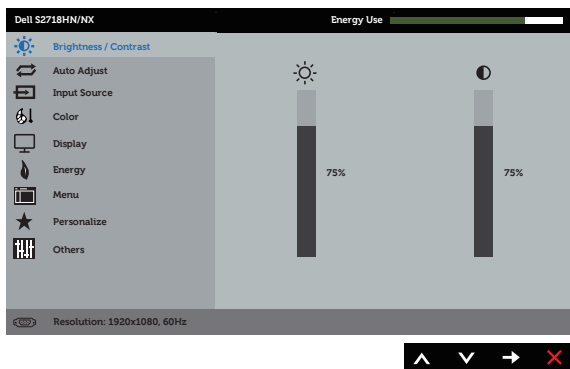 Dell S2718HN/NX
Energy Use
Brightness / Contrast
Auto Adjust
Input Source
Color
Display
Energy
Menu
Personalize
Others
75%
75%
Resolution: 1920x1080, 60Hz